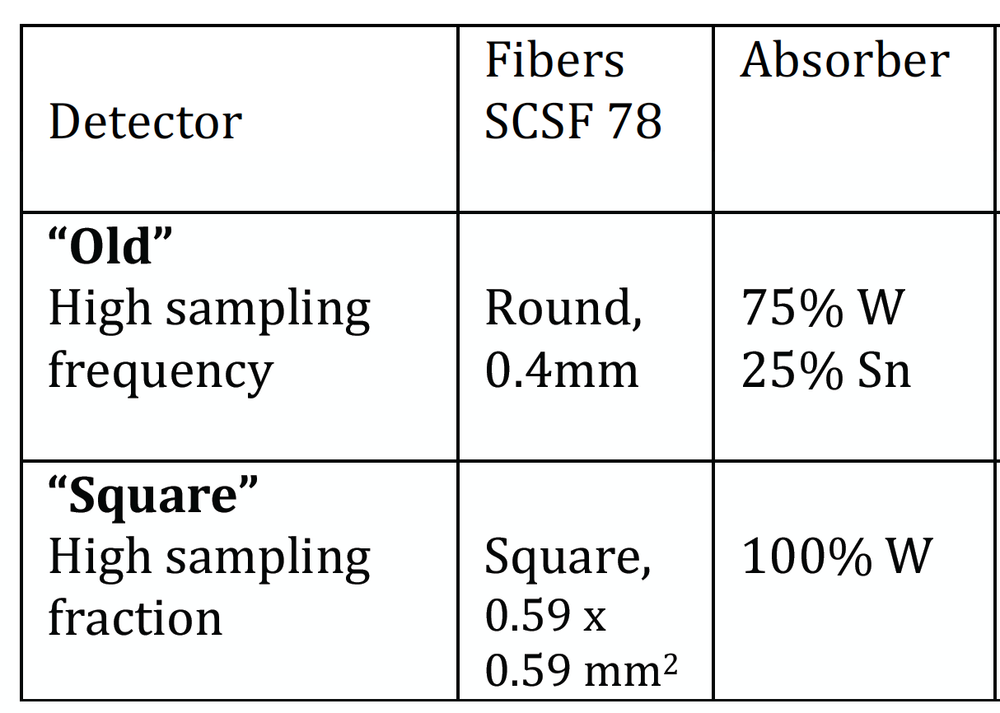 Detector
Fibers
SCSF 78
Absorber
“Old”
High sampling
frequency
Round,
0.4mm
75% W
25% Sn
“Square”
High sampling
fraction
Square,
0.59 x
0.59 mm²
100% W